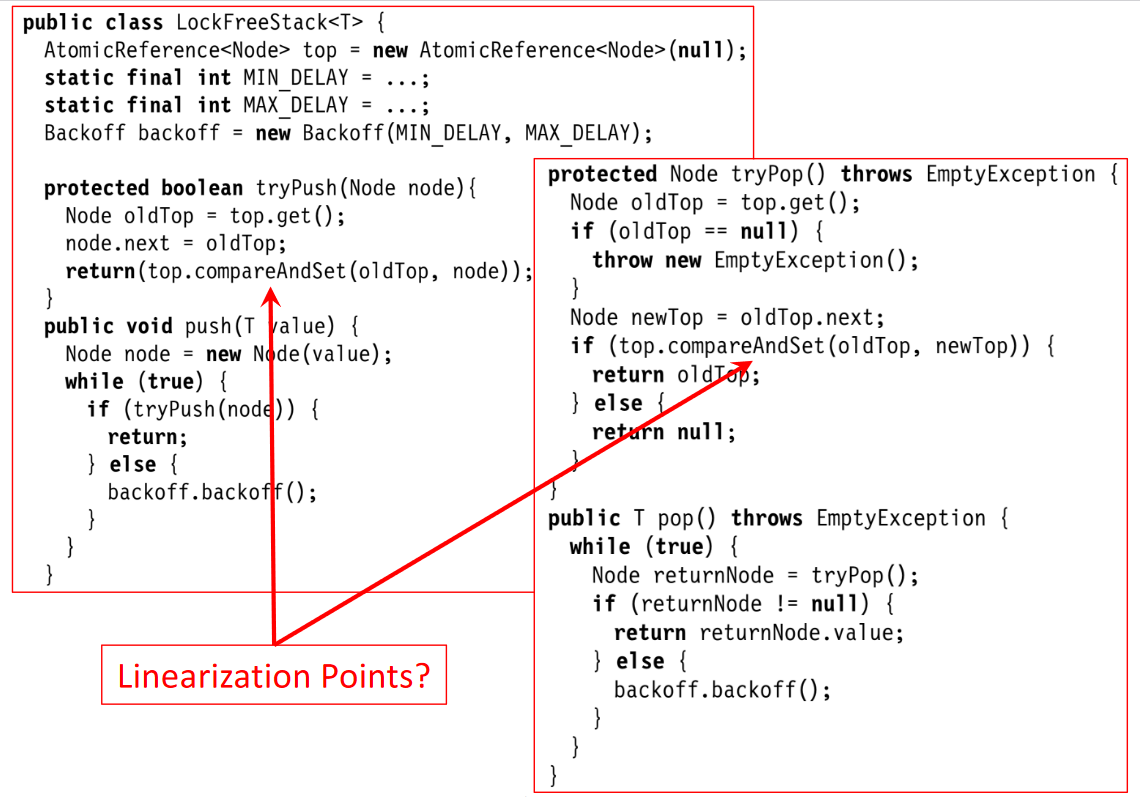 public class LockFreeStack<T> {
AtomicReference<Node> top = new AtomicReference<Node>(null);
static final int MIN_DELAY = ...;
static final int MAX_DELAY = ...;
Backoff backoff = new Backoff(MIN_DELAY, MAX_DELAY);
protected boolean tryPush(Node node){
Node oldTop = top.get();
node.next = oldTop;
return(top.compareAndSet(oldTop, node));
}
public void push(T value) {
Node node = new Node(value);
while (true) {
if (tryPush(node)) {
return;
} else {
backoff.backoff();
}
}
}
protected Node tryPop() throws EmptyException {
Node oldTop = top.get();
if (oldTop == null) {
throw new EmptyException();
}
Node newTop = oldTop.next;
if (top.compareAndSet(oldTop, newTop)) {
return oldTop;
} else {
return null;
}
}
public T pop() throws EmptyException {
while (true) {
Node returnNode = tryPop();
if (returnNode != null) {
return returnNode.value;
} else {
backoff.backoff();
}
}
}
Linearization Points?